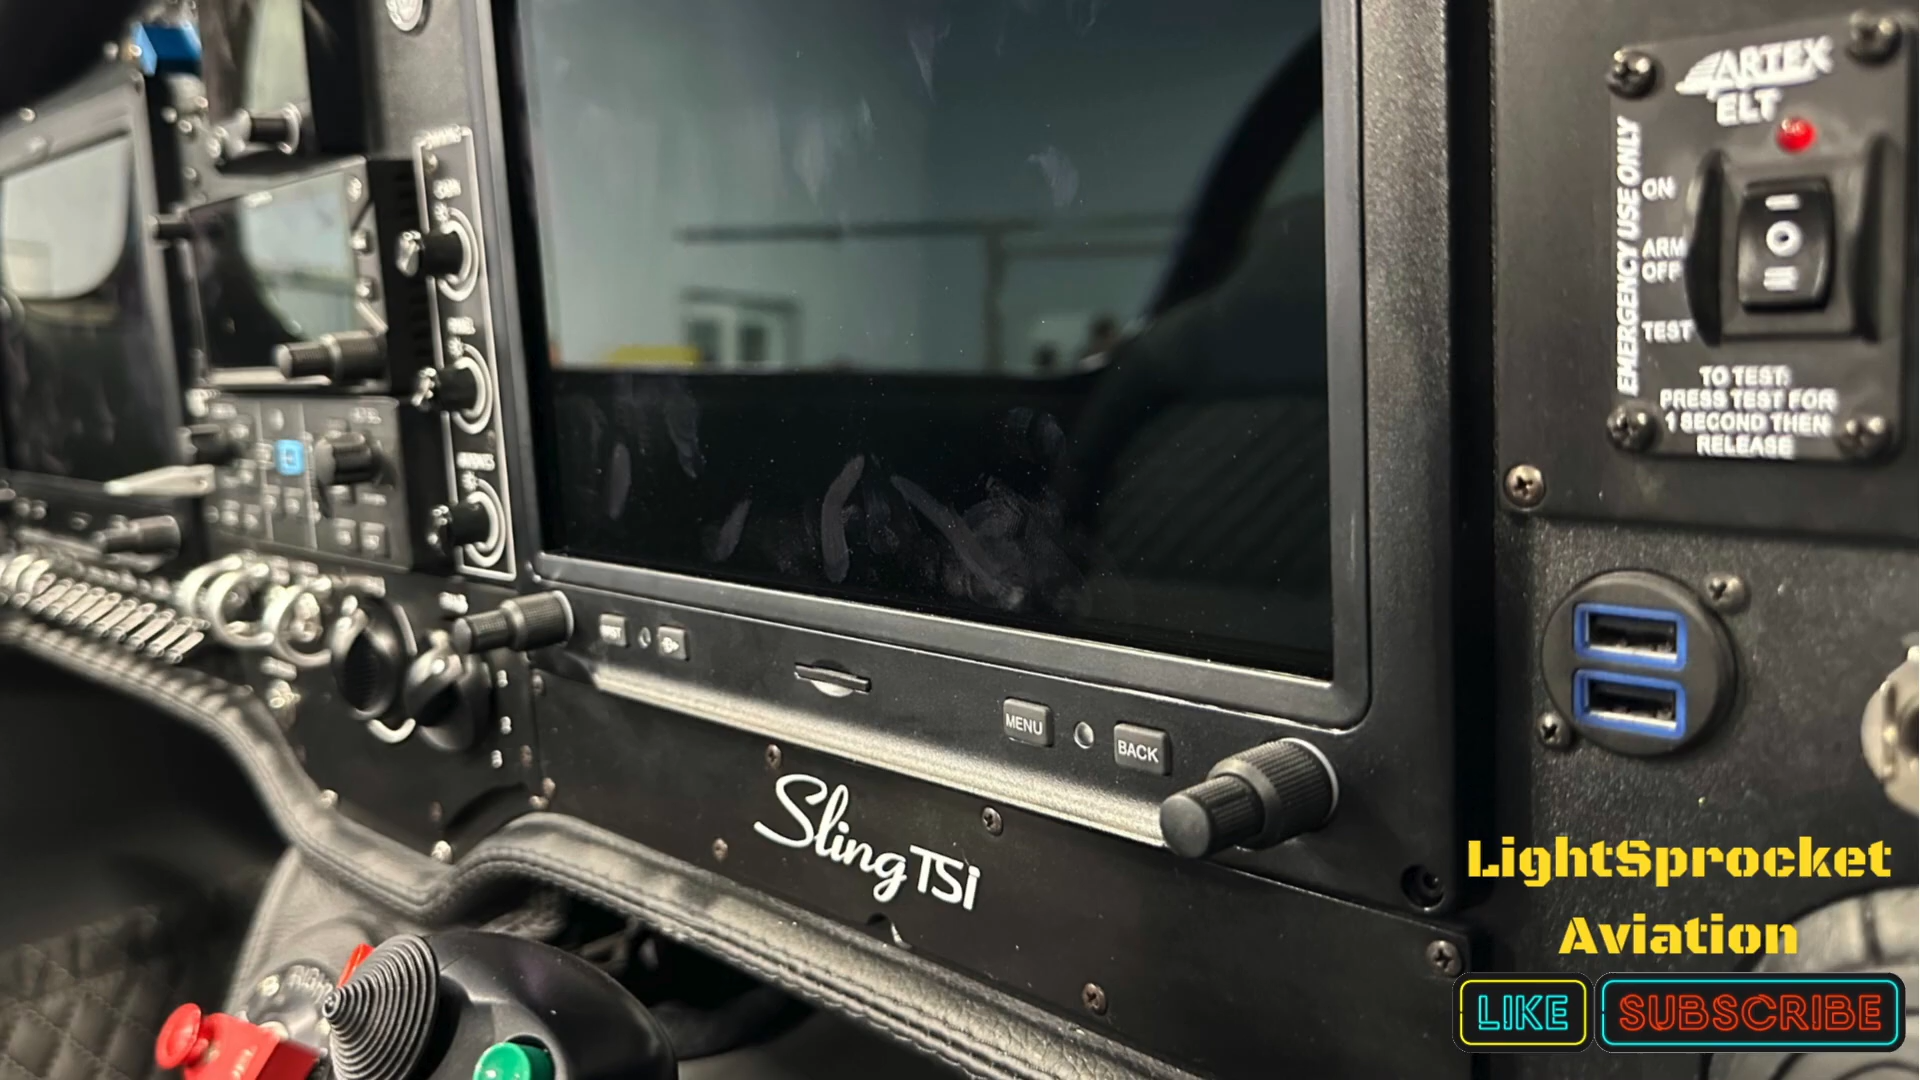 ARTEX
ELT
EMERGENCY USE ONLY
ON
ARM
OFF
TEST
TO TEST:
PRESS TEST FOR
1 SECOND THEN
RELEASE
MENU
BACK
Sling TSi
LightSprocket
Aviation
LIKE
SUBSCRIBE